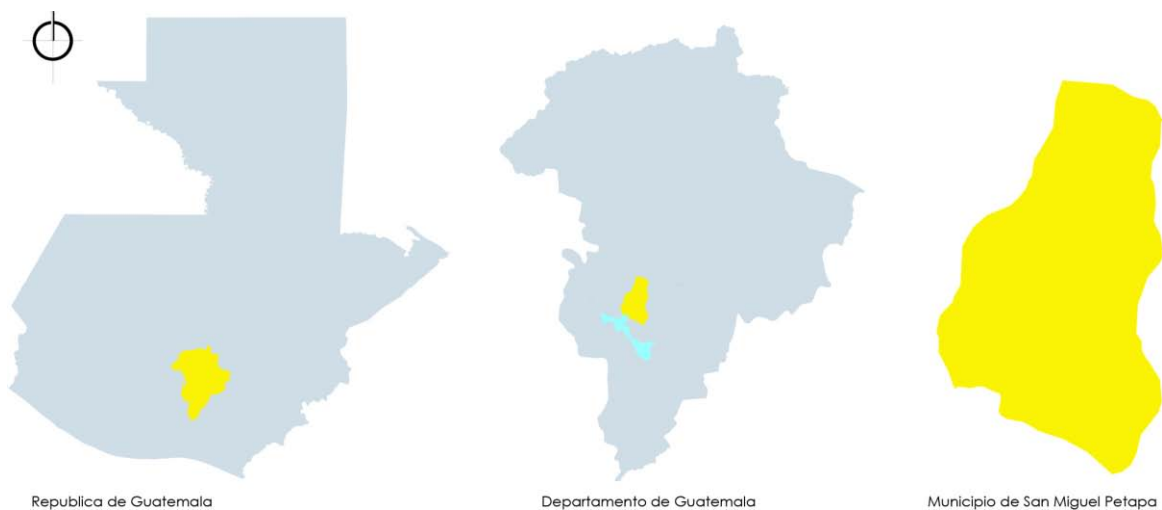 Republica de Guatemala
Departamento de Guatemala
Municipio de San Miguel Petapa